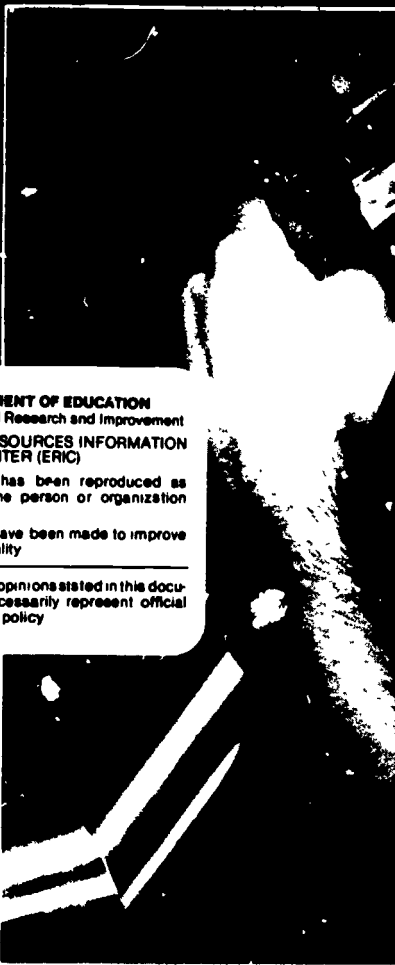 MENT OF EDUCATION
Research and Improvement
SOURCES INFORMATION
TER (ERIC)
has been reproduced as
person or organization
ave been made to improve
ality
opinions stated in this docu-
cessarily represent official
policy